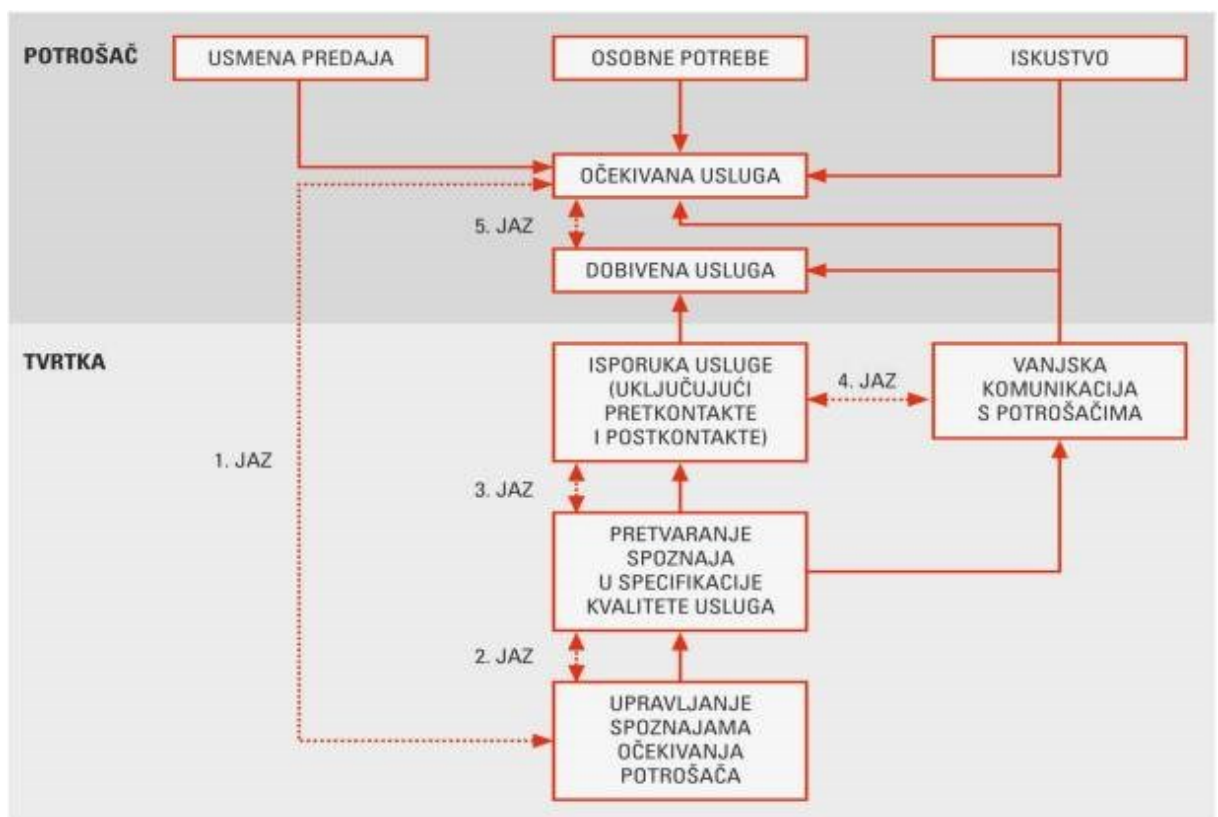 POTROŠAČ
USMENA PREDAJA
OSOBNE POTREBE
ISKUSTVO
OČEKIVANA USLUGA
5. JAZ
DOBIVENA USLUGA
TVRTKA
ISPORUKA USLUGE
(UKLJUČUJUĆI
PRETKONTAKTE
I POSTKONTAKTE)
4. JAZ
VANJSKA
KOMUNIKACIJA
S POTROŠAČIMA
1. JAZ
3. JAZ
PRETVARANJE
SPOZNAJA
U SPECIFIKACIJE
KVALITETE USLUGA
2. JAZ
UPRAVLJANJE
SPOZNAJAMA
OČEKIVANJA
POTROŠAČA